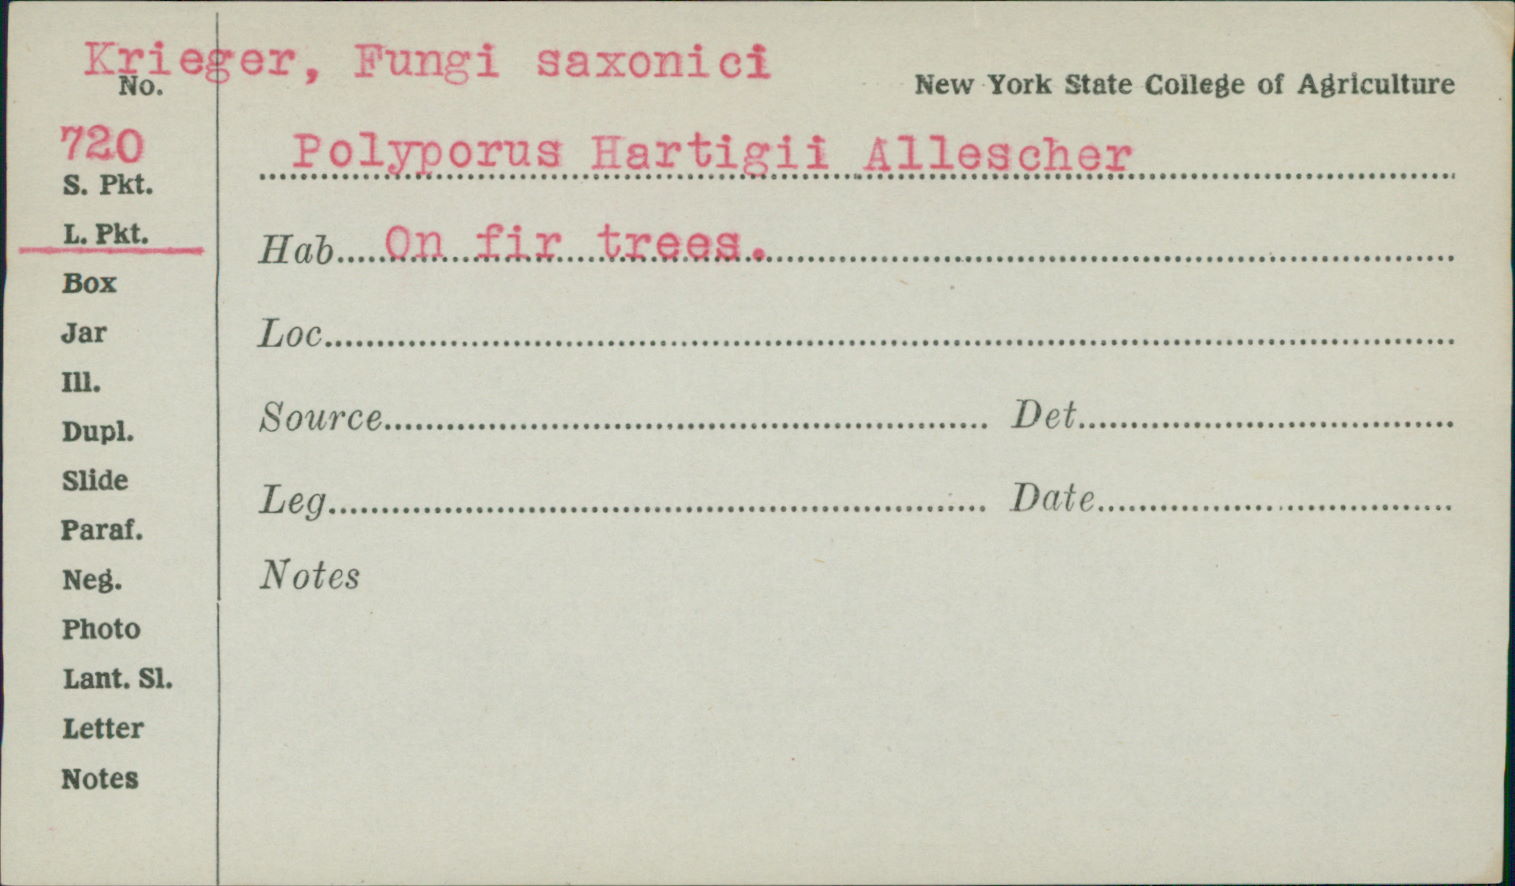 Krieger, Fungi saxonici
No.
New York State College of Agriculture
720
Polyporus Hartigii Allescher
S. Pkt.
L. Pkt.
Hab. On fir trees.
Box
Jar
Loc.
Ill.
Dupl.
Source Det.
Slide
Leg. Date
Paraf.
Neg.
Notes
Photo
Lant. Sl.
Letter
Notes